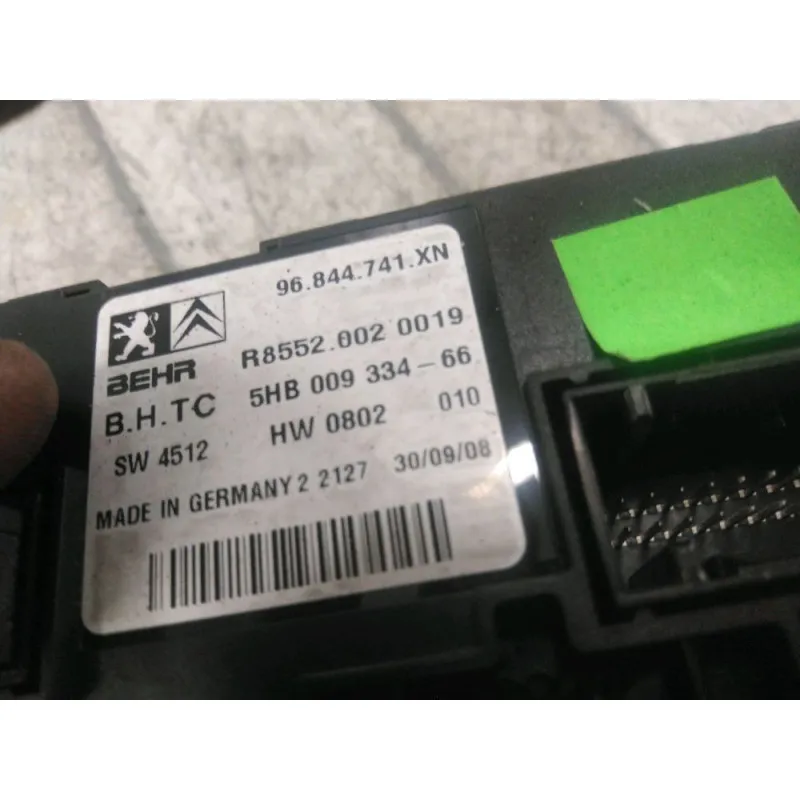 96.844.741.XN
R8552.002 0019
BEHR
5HB 009 334-66
B.H.TC
HW 0802 010
SW 4512
MADE IN GERMANY 2 2127 30/09/08